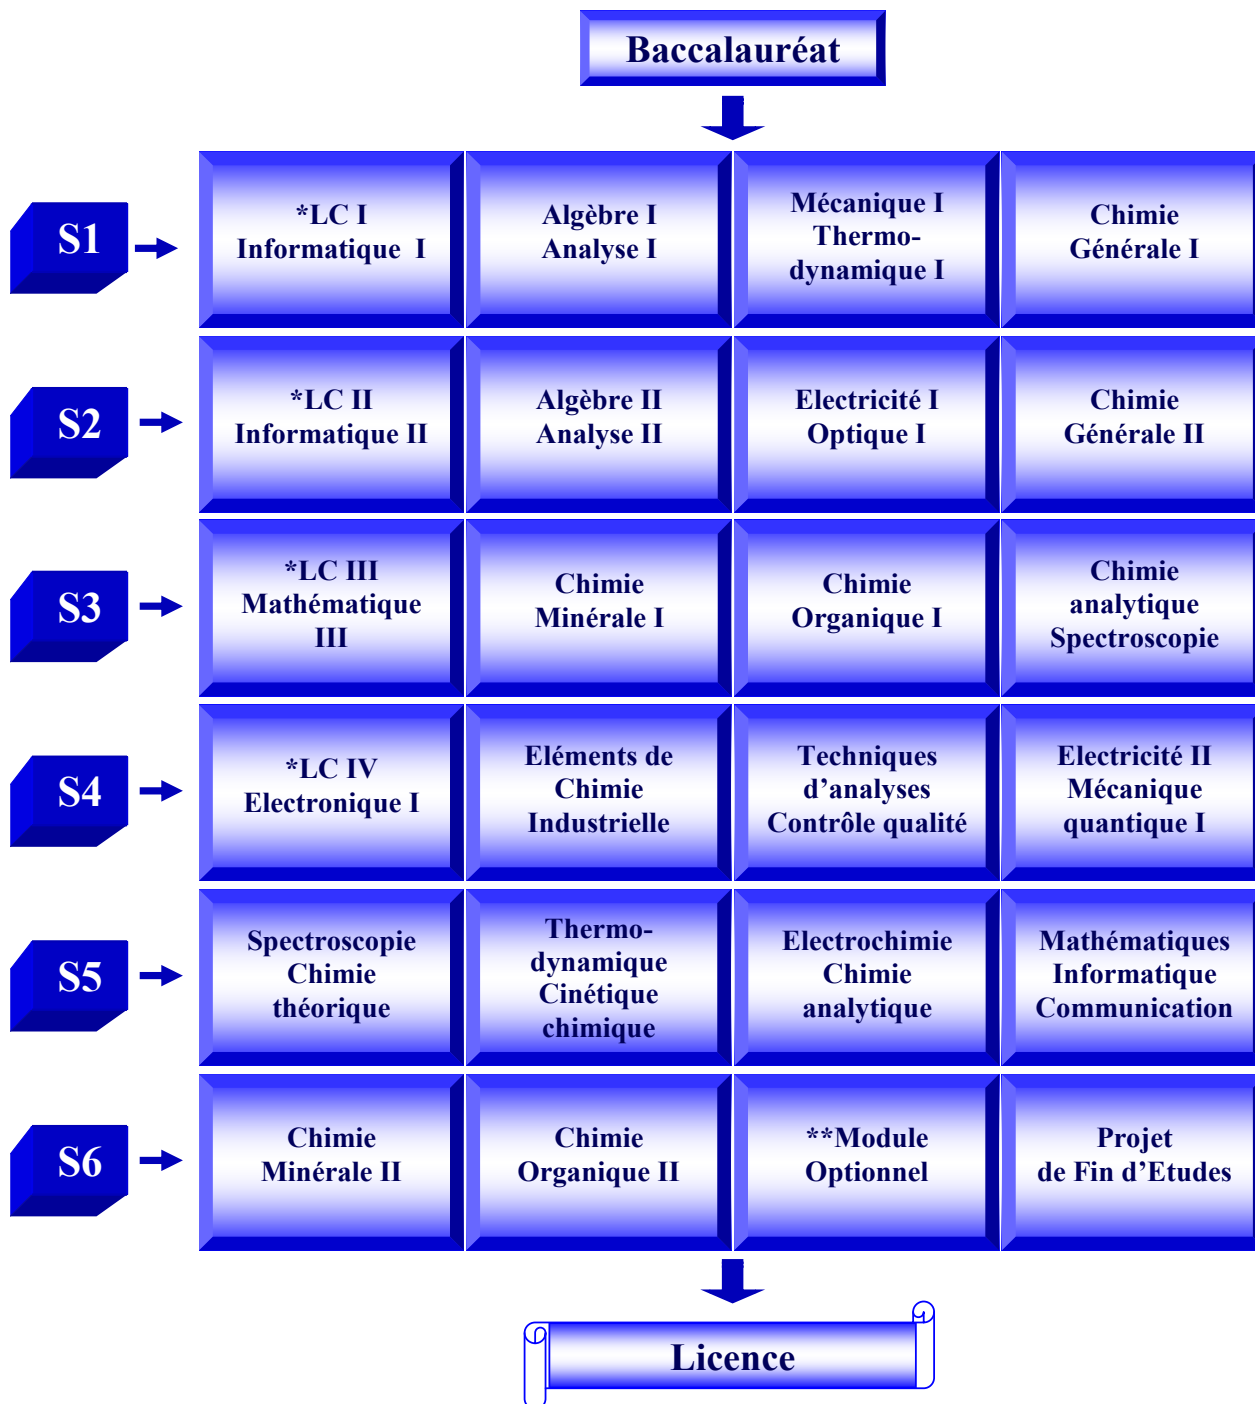 Baccalauréat
S1
*LC I
Informatique I
Algèbre I
Analyse I
Mécanique I
Thermo-
dynamique I
Chimie
Générale I
S2
*LC II
Informatique II
Algèbre II
Analyse II
Electricité I
Optique I
Chimie
Générale II
S3
*LC III
Mathématique
III
Chimie
Minérale I
Chimie
Organique I
Chimie
analytique
Spectroscopie
S4
*LC IV
Electronique I
Eléments de
Chimie
Industrielle
Techniques
d’analyses
Contrôle qualité
Electricité II
Mécanique
quantique I
S5
Spectroscopie
Chimie
théorique
Thermo-
dynamique
Cinétique
chimique
Electrochimie
Chimie
analytique
Mathématiques
Informatique
Communication
S6
Chimie
Minérale II
Chimie
Organique II
**Module
Optionnel
Projet
de Fin d’Etudes
Licence